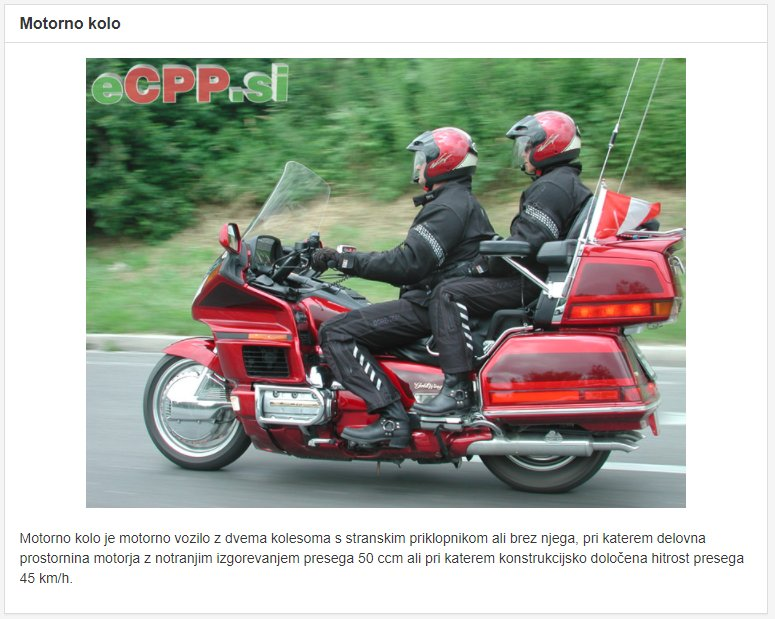 Motorno kolo
eCPP.si
GoldWing
Motorno kolo je motorno vozilo z dvema kolesoma s stranskim priklopnikom ali brez njega, pri katerem delovna
prostornina motorja z notranjim izgorevanjem presega 50 ccm ali pri katerem konstrukcijsko določena hitrost presega
45 km/h.